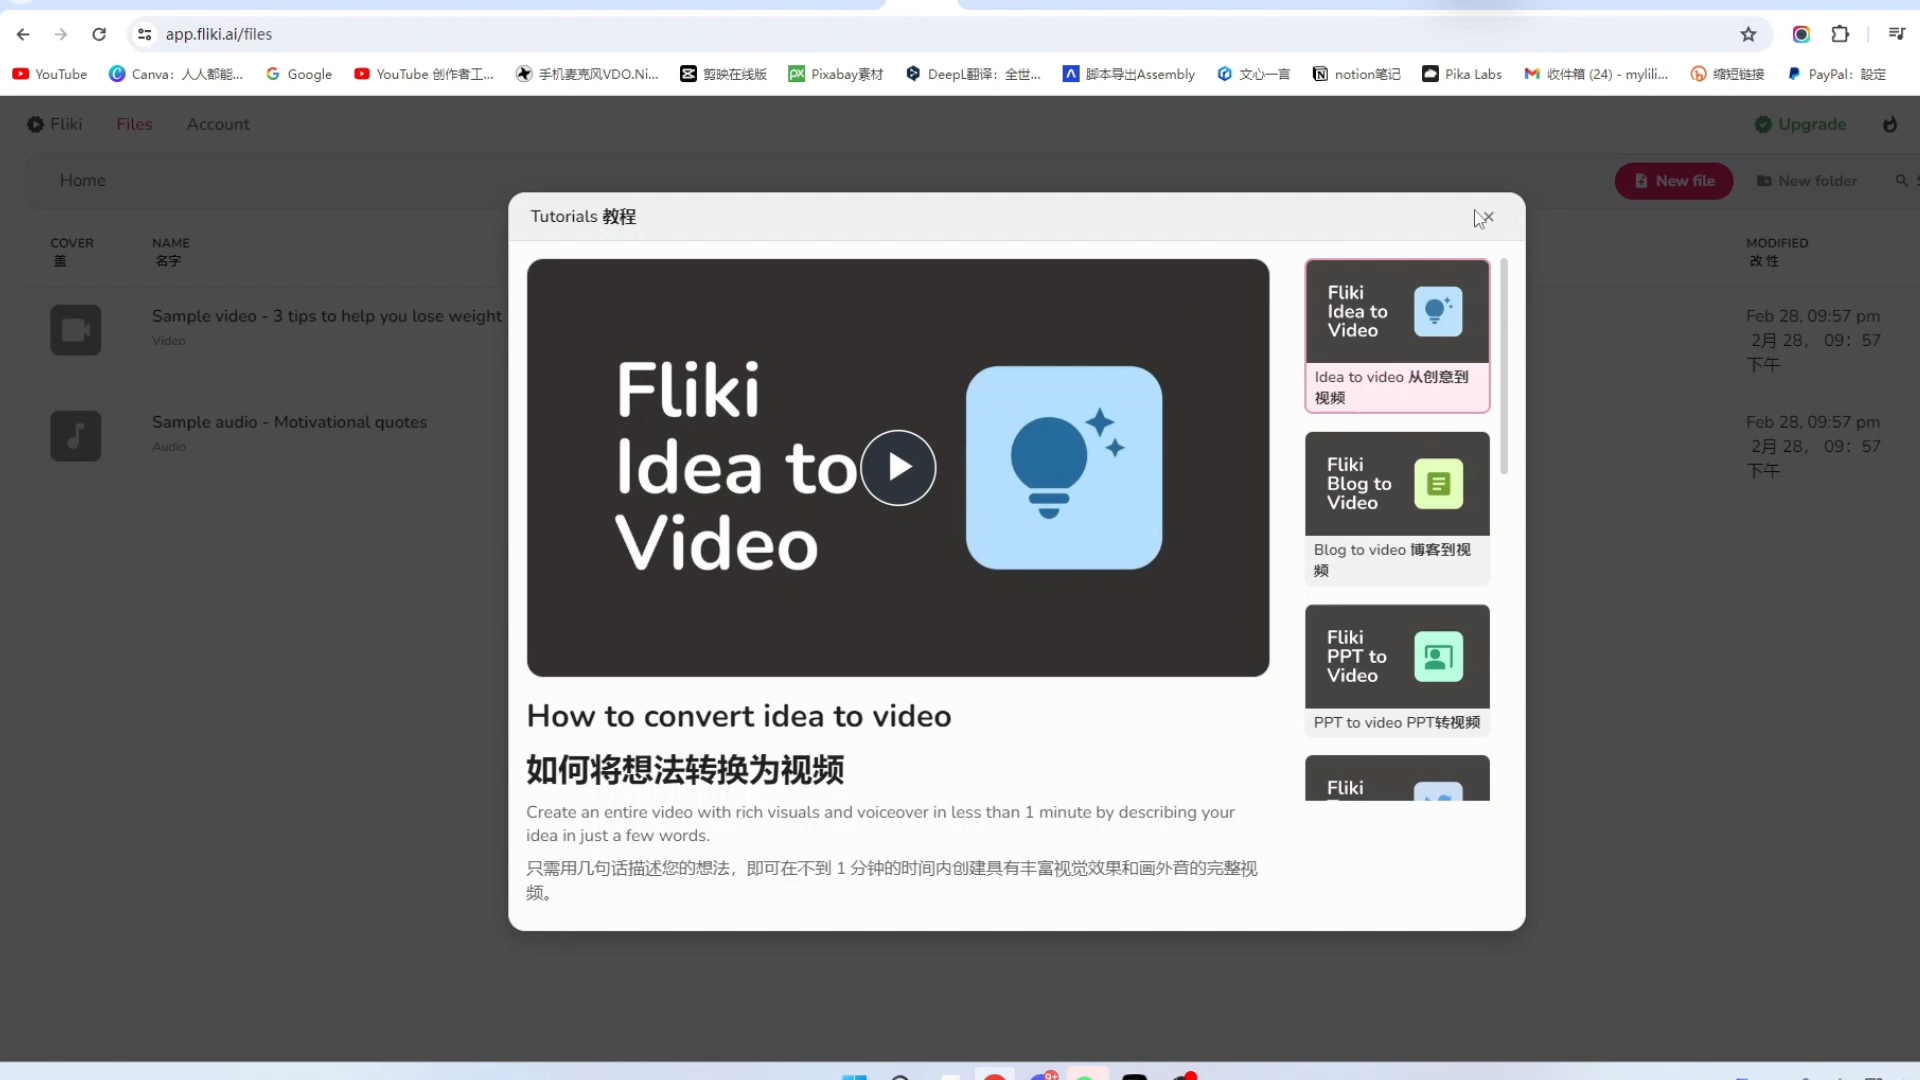 app.fliki.ai/files
YouTube
Canva：人人都能...
Google
YouTube 创作者工...
手机麦克风VDO.Ni...
剪映在线版
Pixabay素材
DeepL翻译：全世...
脚本导出Assembly
文心一言
notion笔记
Pika Labs
收件箱 (24) - mylili...
缩短链接
PayPal：設定
Fliki
Files
Account
Upgrade
Home
New file
New folder
COVER
盖
NAME
名字
MODIFIED
改 性
Sample video - 3 tips to help you lose weight
Video
Feb 28, 09:57 pm
2月 28， 09：57
下午
Sample audio - Motivational quotes
Audio
Feb 28, 09:57 pm
2月 28， 09：57
下午
Tutorials 教程
Fliki
Idea to
Video
How to convert idea to video
如何将想法转换为视频
Create an entire video with rich visuals and voiceover in less than 1 minute by describing your
idea in just a few words.
只需用几句话描述您的想法，即可在不到 1 分钟的时间内创建具有丰富视觉效果和画外音的完整视
频。
Fliki
Idea to
Video
Idea to video 从创意到
视频
Fliki
Blog to
Video
Blog to video 博客到视
频
Fliki
PPT to
Video
PPT to video PPT转视频
Fliki
9+